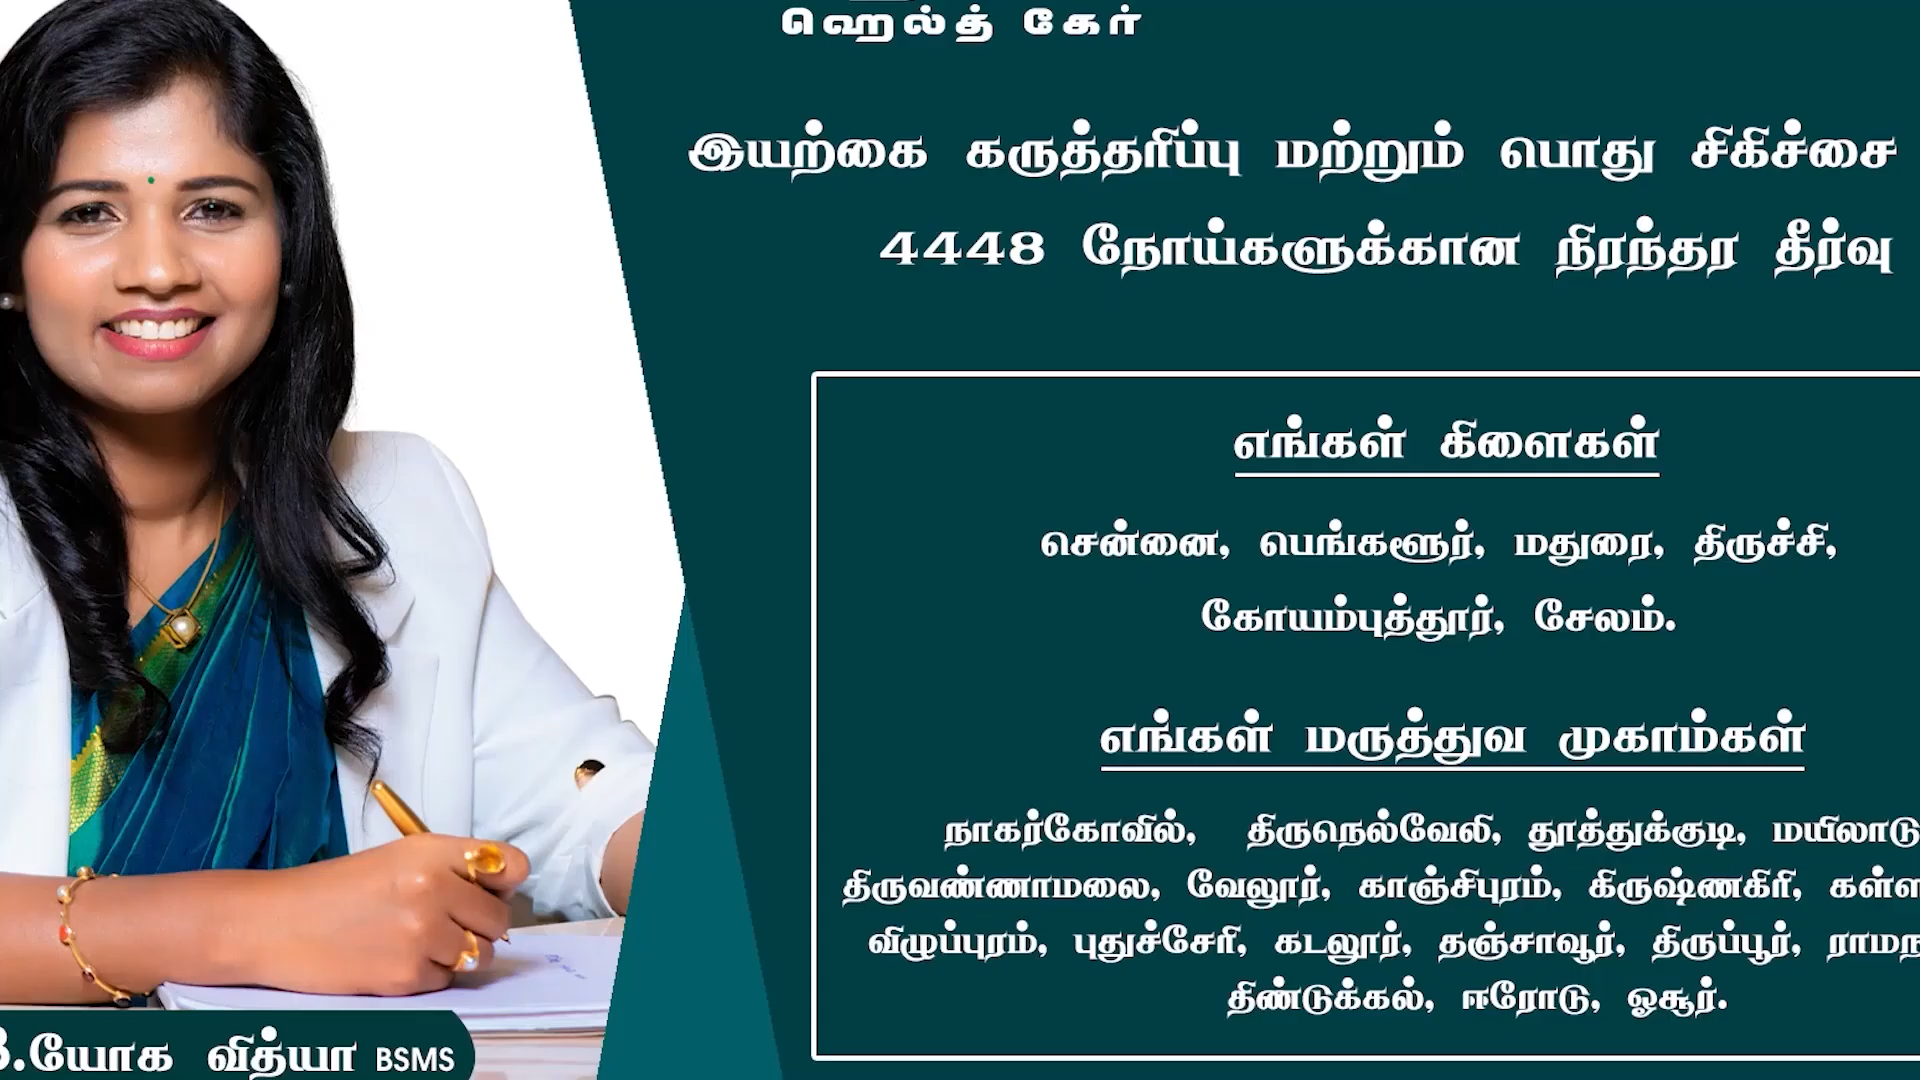 ஹெல்த் கேர்
இயற்கை கருத்தரிப்பு மற்றும் பொது சிகிச்சை
4448 நோய்களுக்கான நிரந்தர தீர்வு
எங்கள் கிளைகள்
சென்னை, பெங்களூர், மதுரை, திருச்சி,
கோயம்புத்தூர், சேலம்.
எங்கள் மருத்துவ முகாம்கள்
நாகர்கோவில், திருநெல்வேலி, தூத்துக்குடி,
திருவண்ணாமலை, வேலூர், காஞ்சிபுரம், கிருஷ்ணகிரி,
விழுப்புரம், புதுச்சேரி, கடலூர், தஞ்சாவூர், திருப்பூர்,
திண்டுக்கல், ஈரோடு, ஓசூர்.
யோக வித்யா BSMS